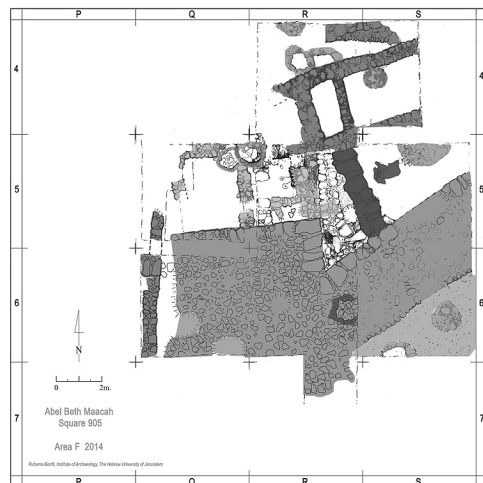 P Q R S
4 4
5 5
6 6
N
0 2m.
7 7
Abel Beth Maacah
Square 905
Area F 2014
Ruhama Bonfil, Institute of Archaeology, The Hebrew University of Jerusalem
P Q R S